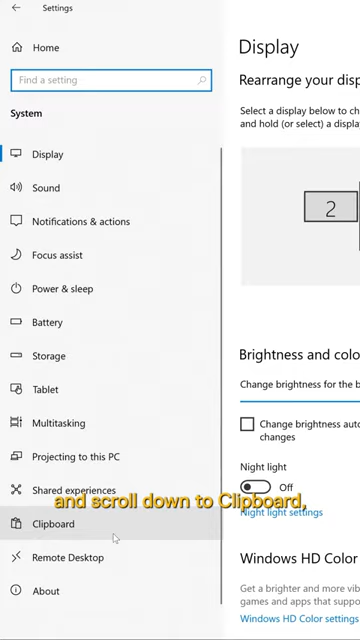 Settings
Home
Find a setting
System
Display
Sound
Notifications & actions
Focus assist
Power & sleep
Battery
Storage
Tablet
Multitasking
Projecting to this PC
Shared experiences
Clipboard
Remote Desktop
About
Display
Rearrange your disp
Select a display below to ch
and hold (or select) a displa
2
Brightness and colo
Change brightness for the b
Change brightness auto
changes
Night light
Off
Night light settings
and scroll down to Clipboard,
Windows HD Color
Get a brighter and more vib
games and apps that suppo
Windows HD Color settings